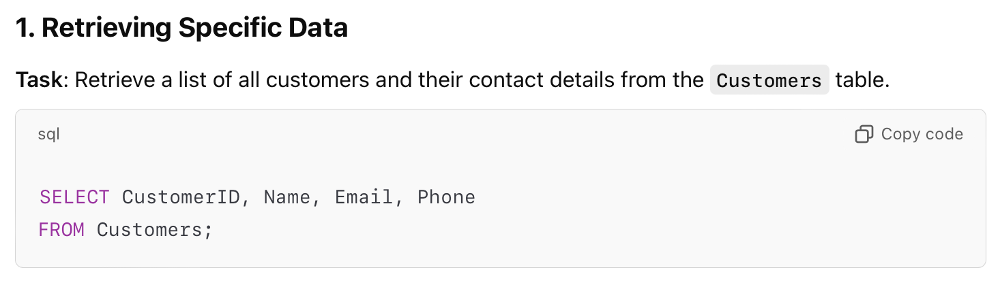 1. Retrieving Specific Data
Task: Retrieve a list of all customers and their contact details from the Customers table.
sql
Copy code
SELECT CustomerID, Name, Email, Phone
FROM Customers;